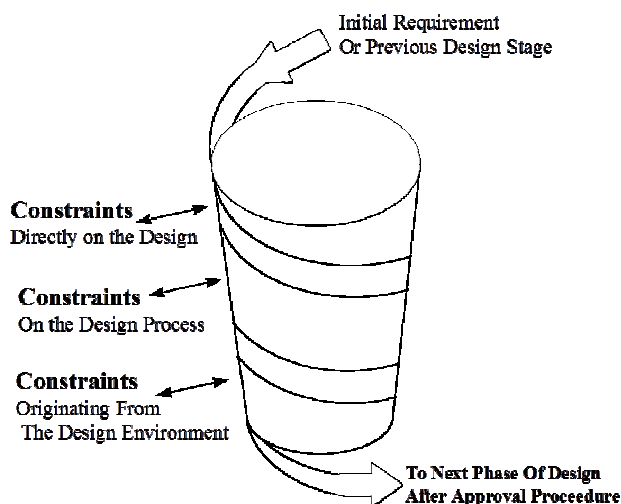 Initial Requirement
Or Previous Design Stage
Constraints
Directly on the Design
Constraints
On the Design Process
Constraints
Originating From
The Design Environment
To Next Phase Of Design
After Approval Proceedure